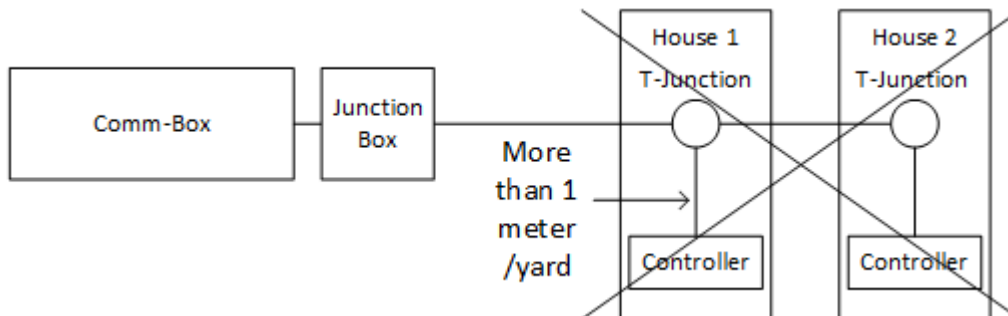 House 1
House 2
T-Junction
T-Junction
Comm-Box
Junction
Box
More
than 1
meter
/yard
Controller
Controller